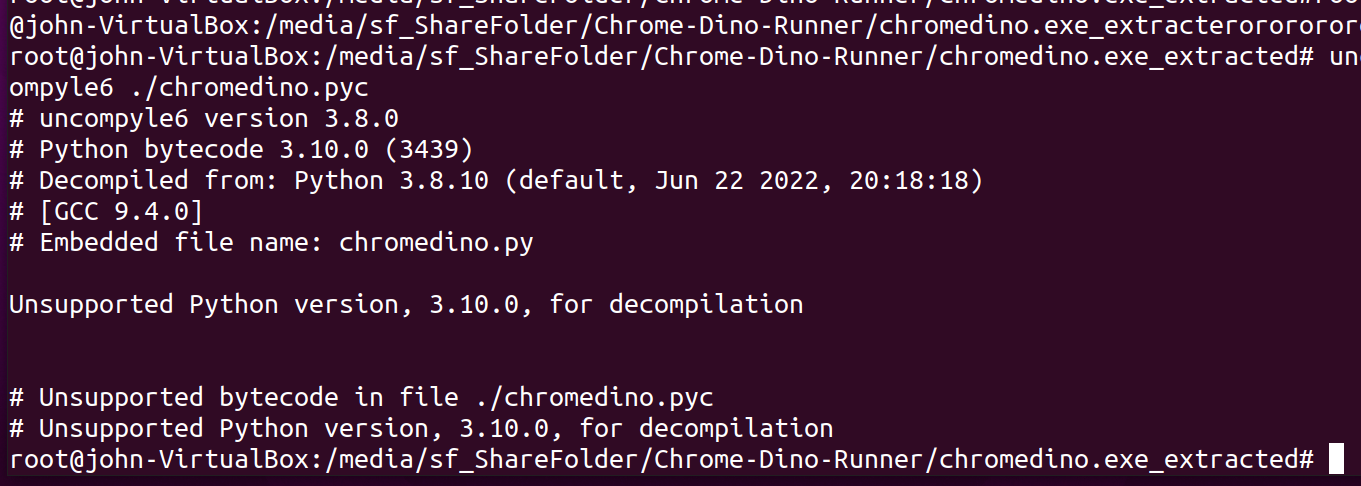 @john-VirtualBox:/media/sf_ShareFolder/Chrome-Dino-Runner/chromedino.exe_extracterororororor
root@john-VirtualBox:/media/sf_ShareFolder/Chrome-Dino-Runner/chromedino.exe_extracted# unc
ompyle6 ./chromedino.pyc
# uncompyle6 version 3.8.0
# Python bytecode 3.10.0 (3439)
# Decompiled from: Python 3.8.10 (default, Jun 22 2022, 20:18:18)
# [GCC 9.4.0]
# Embedded file name: chromedino.py
Unsupported Python version, 3.10.0, for decompilation
# Unsupported bytecode in file ./chromedino.pyc
# Unsupported Python version, 3.10.0, for decompilation
root@john-VirtualBox:/media/sf_ShareFolder/Chrome-Dino-Runner/chromedino.exe_extracted#